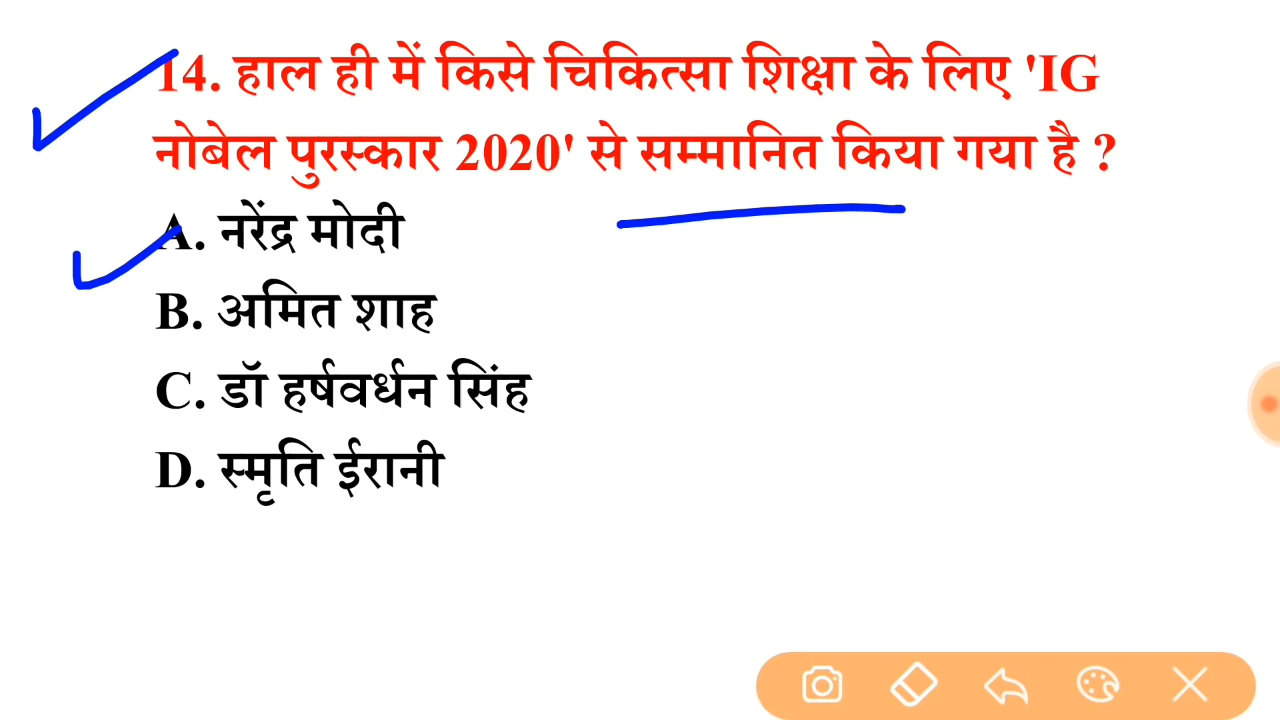 14. हाल ही में किसे चिकित्सा शिक्षा के लिए 'IG
नोबेल पुरस्कार 2020' से सम्मानित किया गया है ?
A. नरेंद्र मोदी
B. अमित शाह
C. डॉ हर्षवर्धन सिंह
D. स्मृति ईरानी